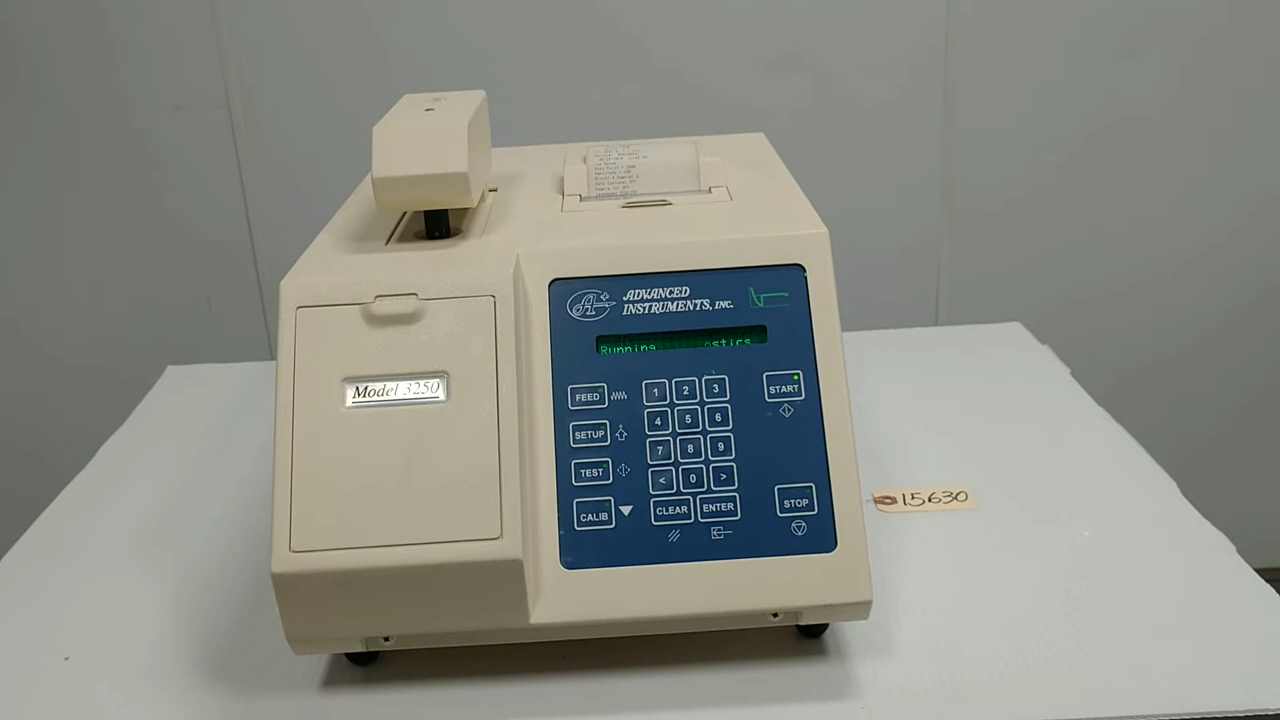 ADVANCED
INSTRUMENTS, INC.
Running
Model 3250
FEED
SETUP
TEST
CALIB
1 2 3
4 5 6
7 8 9
< 0 >
CLEAR ENTER
START
STOP
15630